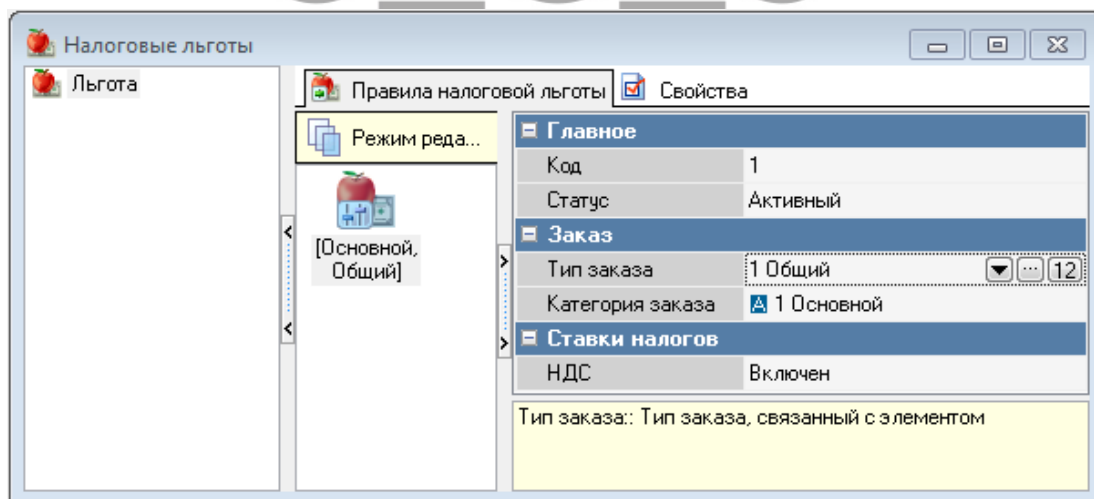 Налоговые льготы
Льгота
Правила налоговой льготы Свойства
Режим реда...
[Основной,
Общий]
Главное
Код 1
Статус Активный
Заказ
Тип заказа 1 Общий 12
Категория заказа A 1 Основной
Ставки налогов
НДС Включен
Тип заказа:: Тип заказа, связанный с элементом